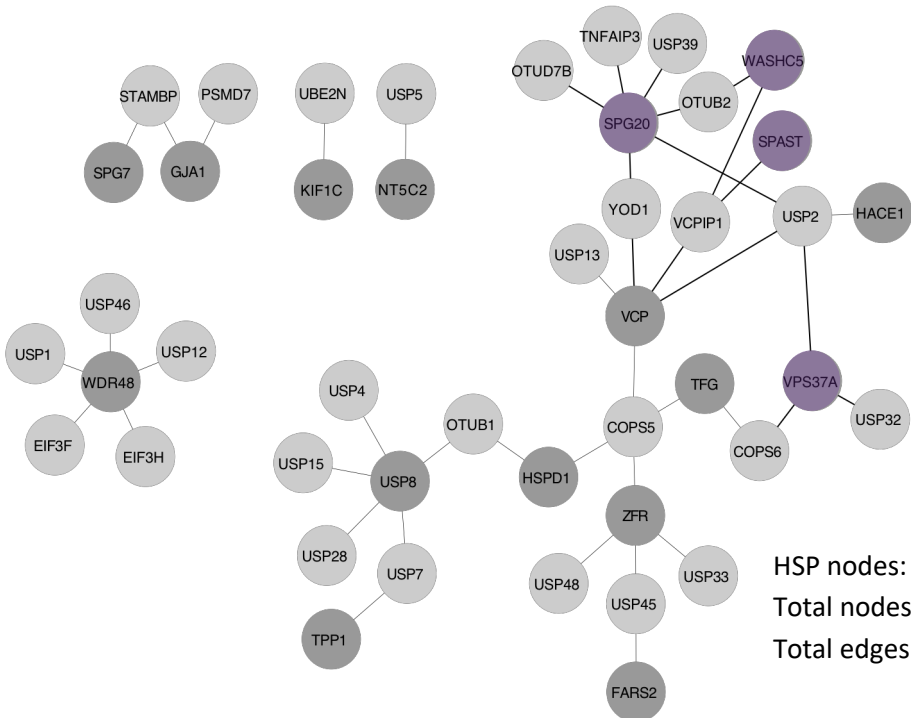 TNFAIP3
USP39
OTUD7B
WASHC5
OTUB2
SPG20
SPAST
STAMBP
PSMD7
UBE2N
USP5
SPG7
GJA1
KIF1C
NT5C2
YOD1
VCPIP1
USP2
HACE1
USP13
VCP
USP46
USP1
USP12
WDR48
EIF3F
EIF3H
USP4
TFG
VPS37A
OTUB1
COPS5
USP32
USP15
USP8
HSPD1
COPS6
ZFR
USP28
USP7
USP48
USP45
USP33
TPP1
FARS2
HSP nodes:
Total nodes
Total edges